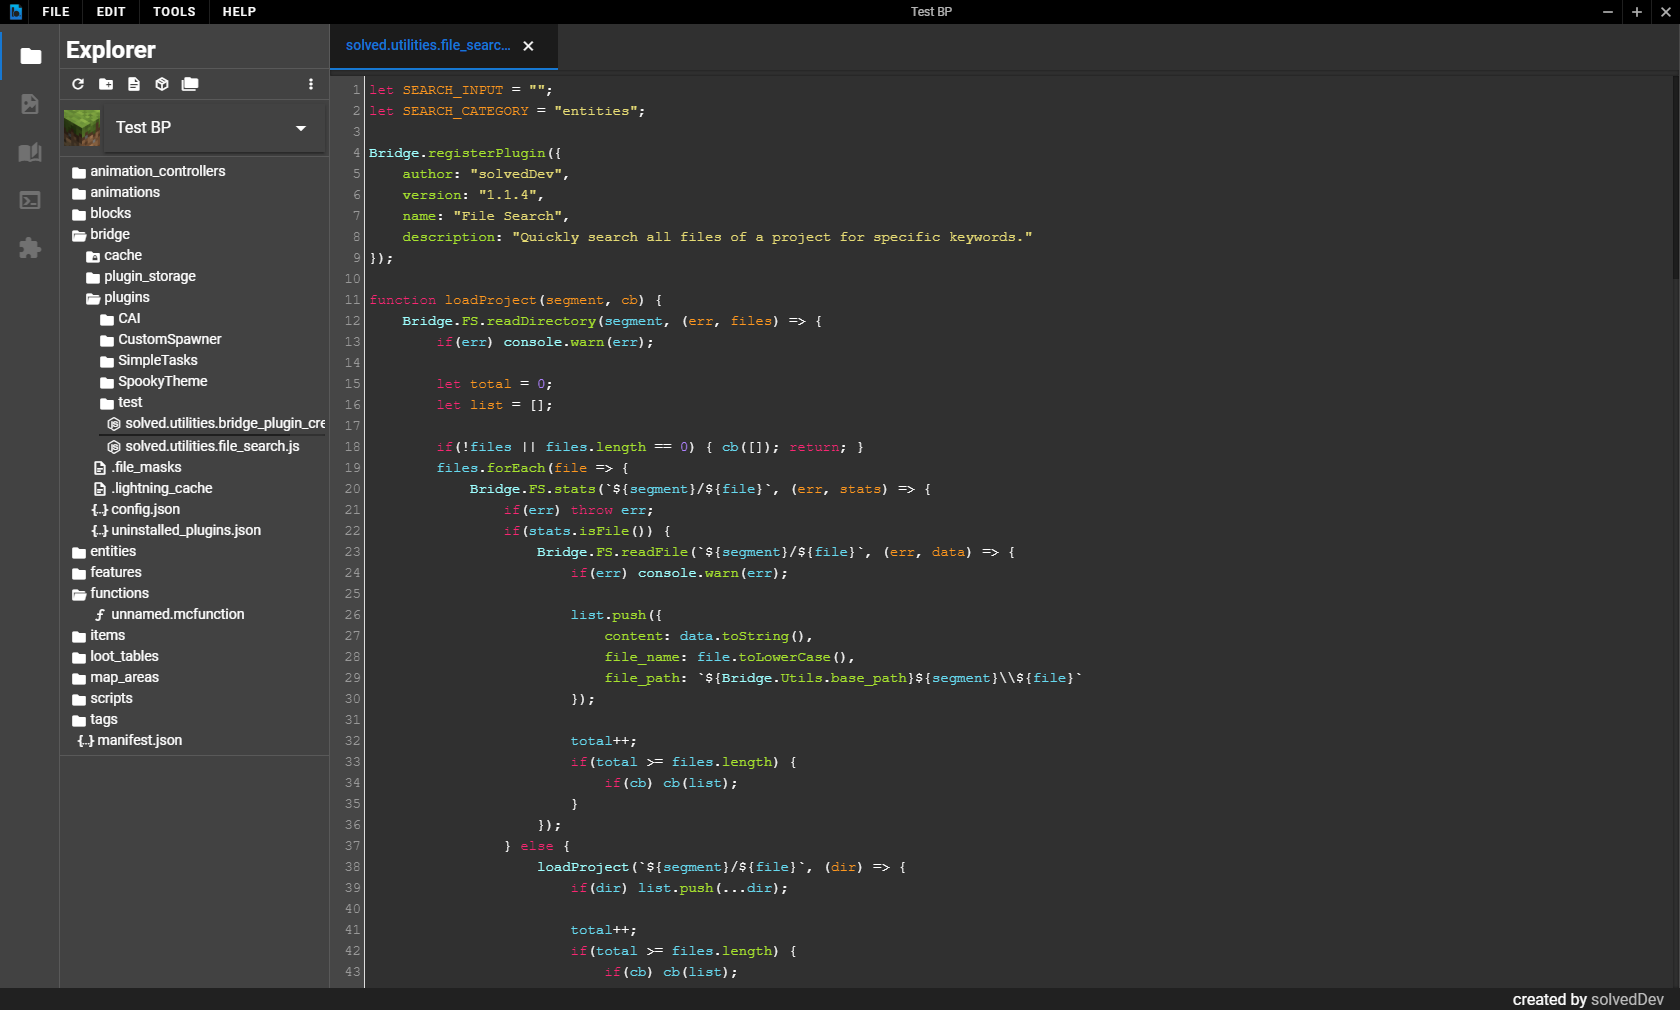 FILE EDIT TOOLS HELP
Test BP
Explorer
Test BP
animation_controllers
animations
blocks
bridge
cache
plugin_storage
plugins
CAI
CustomSpawner
SimpleTasks
SpookyTheme
test
solved.utilities.bridge_plugin_cre
solved.utilities.file_search.js
.file_masks
.lightning_cache
{..} config.json
{..} uninstalled_plugins.json
entities
features
functions
unnamed.mcfunction
items
loot_tables
map_areas
scripts
tags
{..} manifest.json
solved.utilities.file_searc...
1 let SEARCH_INPUT = "";
2 let SEARCH_CATEGORY = "entities";
3
4 Bridge.registerPlugin({
5 author: "solvedDev",
6 version: "1.1.4",
7 name: "File Search",
8 description: "Quickly search all files of a project for specific keywords."
9 });
10
11 function loadProject(segment, cb) {
12 Bridge.FS.readDirectory(segment, (err, files) => {
13 if(err) console.warn(err);
14
15 let total = 0;
16 let list = [];
17
18 if(!files || files.length == 0) { cb([]); return; }
19 files.forEach(file => {
20 Bridge.FS.stats(`${segment}/${file}`, (err, stats) => {
21 if(err) throw err;
22 if(stats.isFile()) {
23 Bridge.FS.readFile(`${segment}/${file}`, (err, data) => {
24 if(err) console.warn(err);
25
26 list.push({
27 content: data.toString(),
28 file_name: file.toLowerCase(),
29 file_path: `${Bridge.Utils.base_path}${segment}\\${file}`
30 });
31
32 total++;
33 if(total >= files.length) {
34 if(cb) cb(list);
35 }
36 });
37 } else {
38 loadProject(`${segment}/${file}`, (dir) => {
39 if(dir) list.push(...dir);
40
41 total++;
42 if(total >= files.length) {
43 if(cb) cb(list);
created by solvedDev